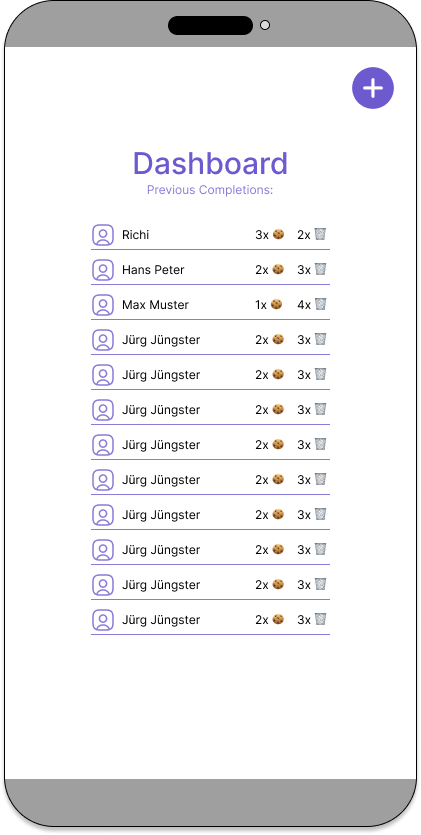 Dashboard
Previous Completions:
Richi 3x 🍪 2x 🗑️
Hans Peter 2x 🍪 3x 🗑️
Max Muster 1x 🍪 4x 🗑️
Jürg Jüngster 2x 🍪 3x 🗑️
Jürg Jüngster 2x 🍪 3x 🗑️
Jürg Jüngster 2x 🍪 3x 🗑️
Jürg Jüngster 2x 🍪 3x 🗑️
Jürg Jüngster 2x 🍪 3x 🗑️
Jürg Jüngster 2x 🍪 3x 🗑️
Jürg Jüngster 2x 🍪 3x 🗑️
Jürg Jüngster 2x 🍪 3x 🗑️
Jürg Jüngster 2x 🍪 3x 🗑️